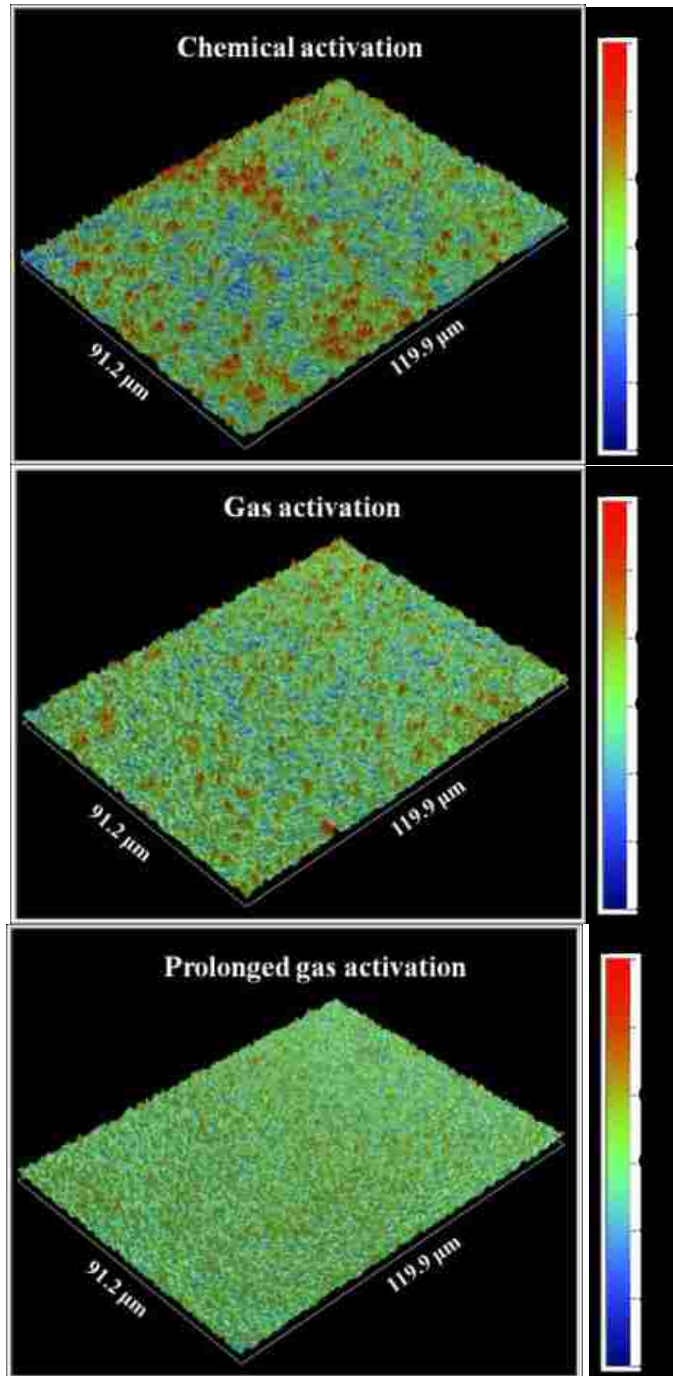 Chemical activation
91.2 µm
119.9 µm
Gas activation
91.2 µm
119.9 µm
Prolonged gas activation
91.2 µm
119.9 µm